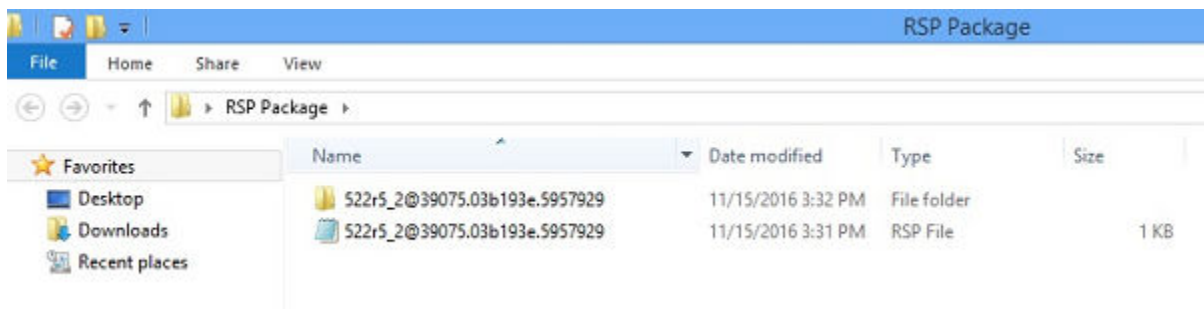 RSP Package
File Home Share View
RSP Package
Favorites
Desktop
Downloads
Recent places
Name Date modified Type Size
522r5_2@39075.03b193e.5957929 11/15/2016 3:32 PM File folder
522r5_2@39075.03b193e.5957929 11/15/2016 3:31 PM RSP File 1 KB